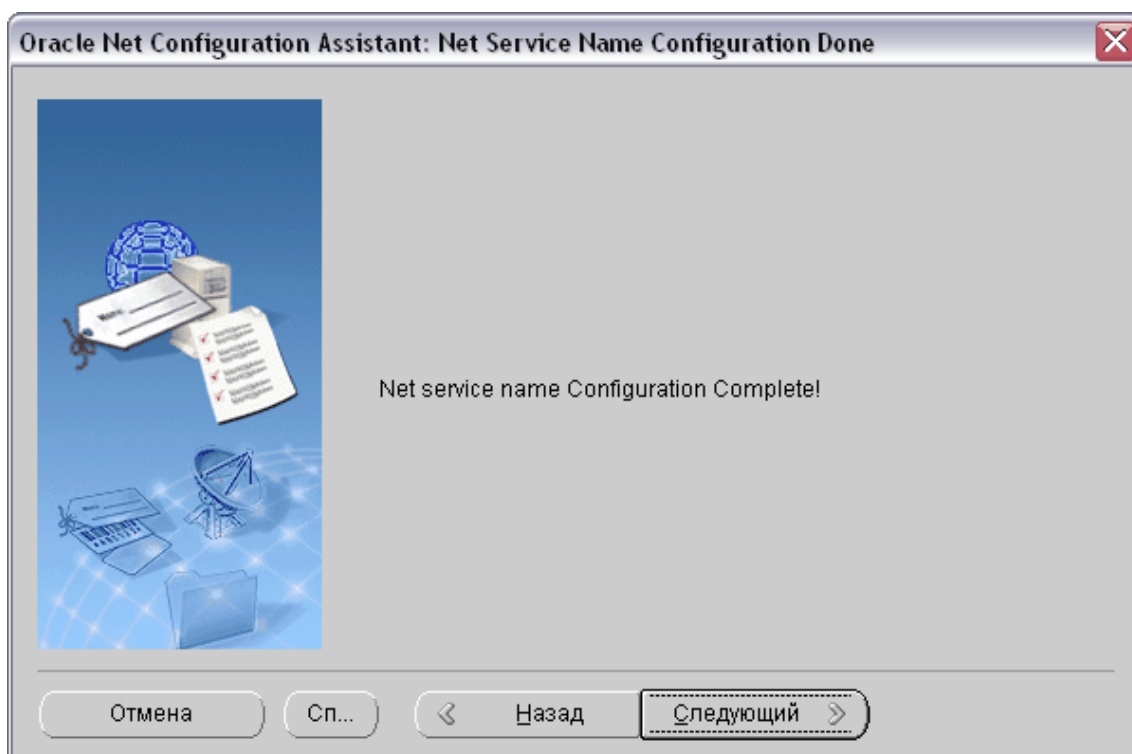 Oracle Net Configuration Assistant: Net Service Name Configuration Done
Net service name Configuration Complete!
Отмена
Сп...
Назад
Следующий